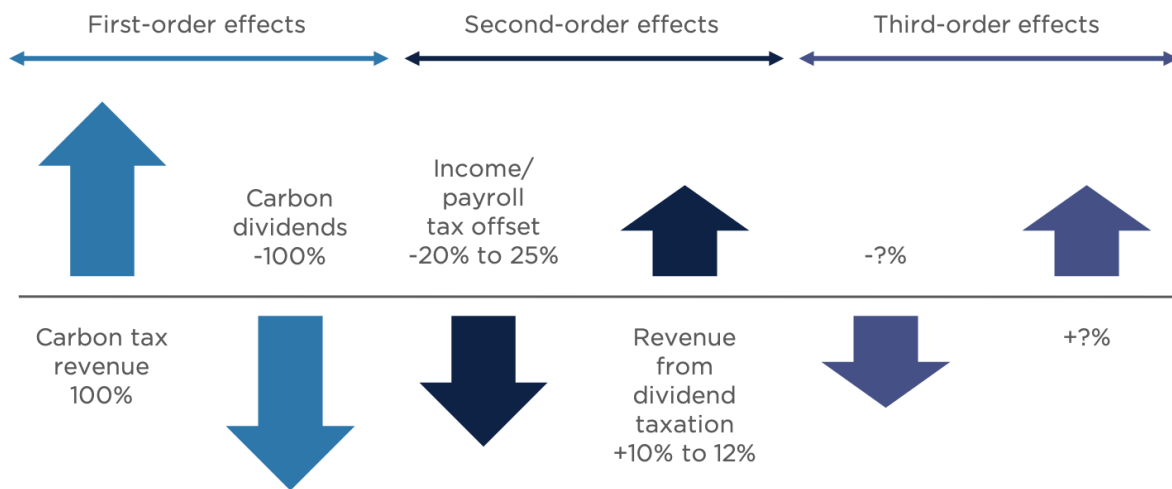 First-order effects
Second-order effects
Third-order effects
Carbon
dividends
-100%
Income/
payroll
tax offset
-20% to 25%
-?%
Carbon tax
revenue
100%
Revenue
from
dividend
taxation
+10% to 12%
+?%